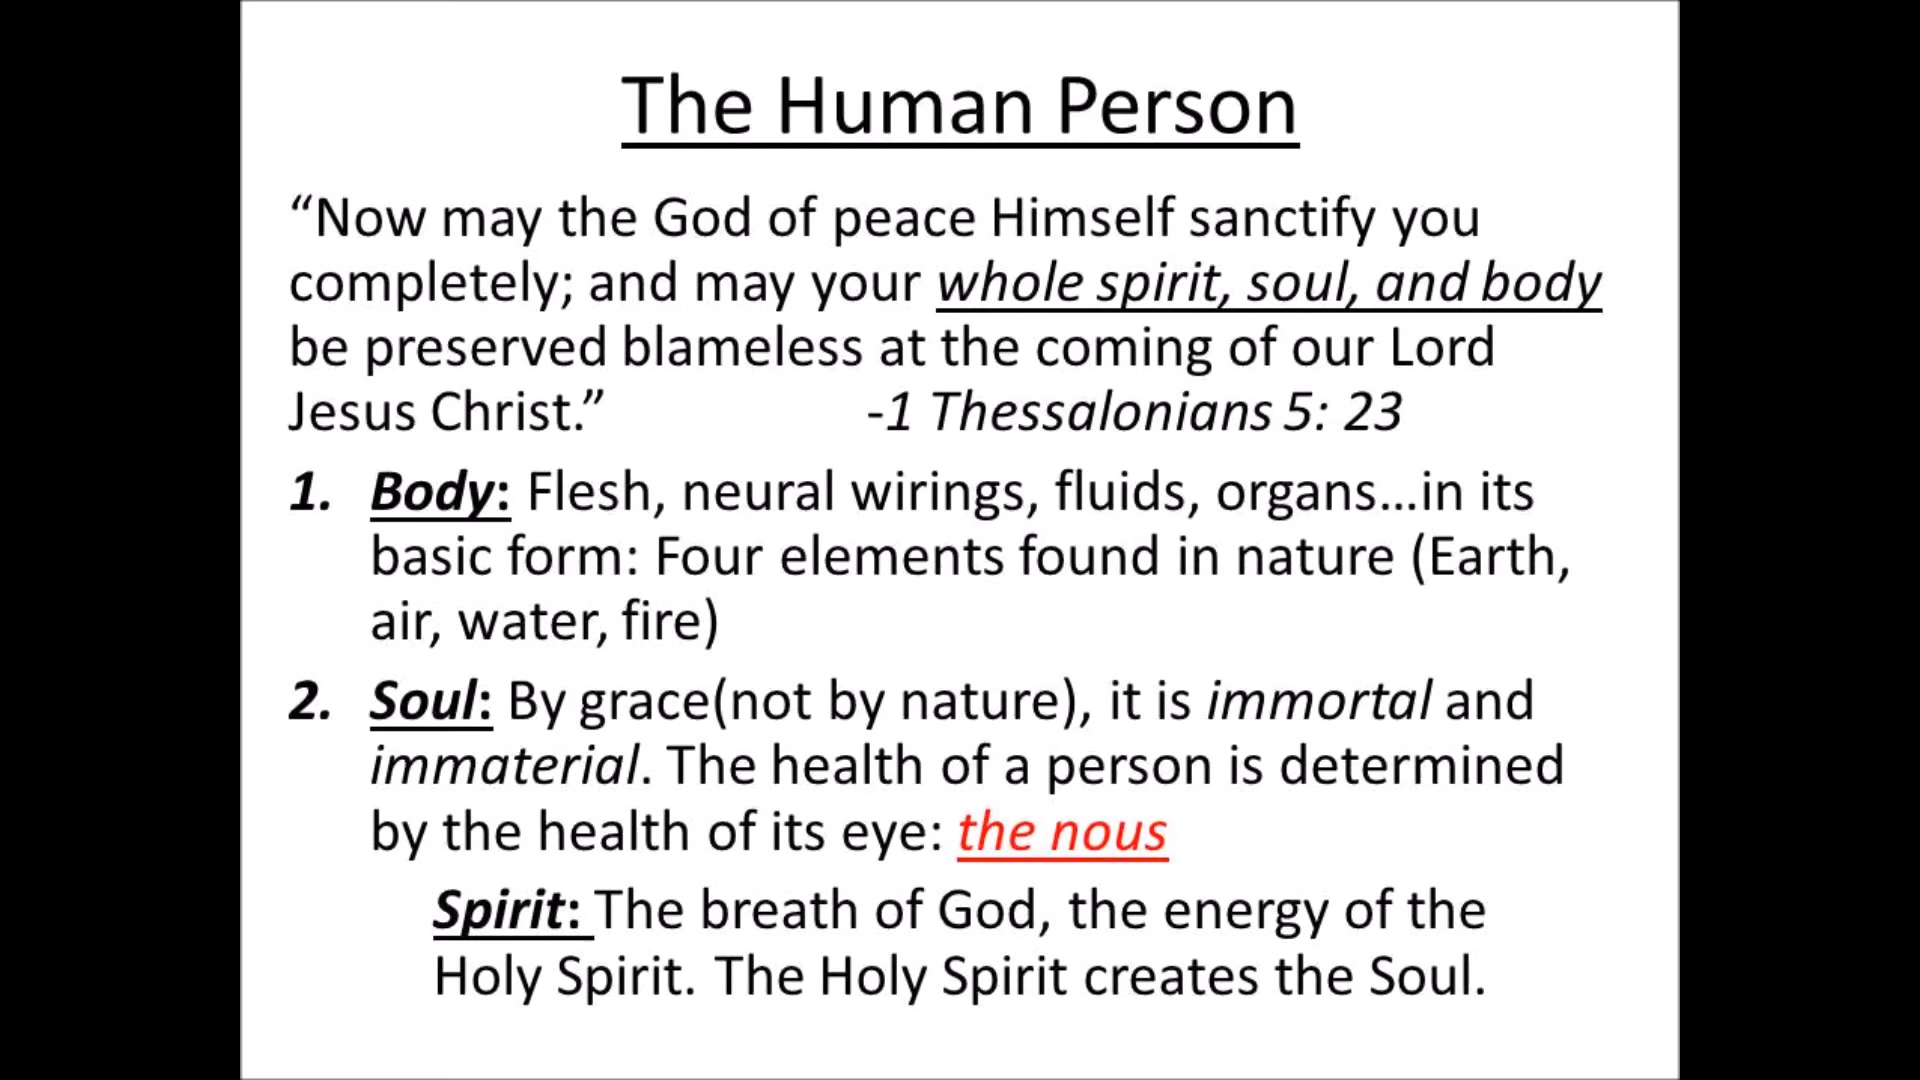 The Human Person
“Now may the God of peace Himself sanctify you
completely; and may your whole spirit, soul, and body
be preserved blameless at the coming of our Lord
Jesus Christ.” -1 Thessalonians 5: 23
1. Body: Flesh, neural wirings, fluids, organs...in its
basic form: Four elements found in nature (Earth,
air, water, fire)
2. Soul: By grace(not by nature), it is immortal and
immaterial. The health of a person is determined
by the health of its eye: the nous
Spirit: The breath of God, the energy of the
Holy Spirit. The Holy Spirit creates the Soul.